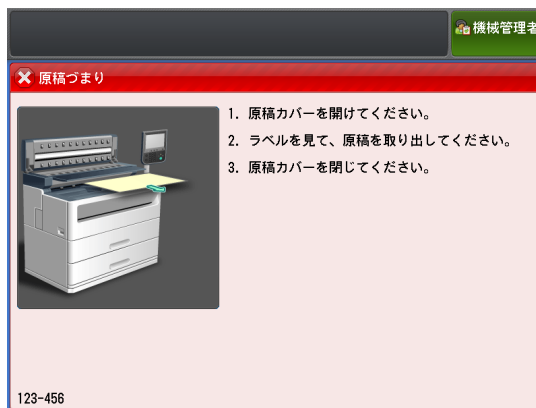 機械管理者
原稿づまり
1. 原稿カバーを開けてください。
2. ラベルを見て、原稿を取り出してください。
3. 原稿カバーを閉じてください。
123-456